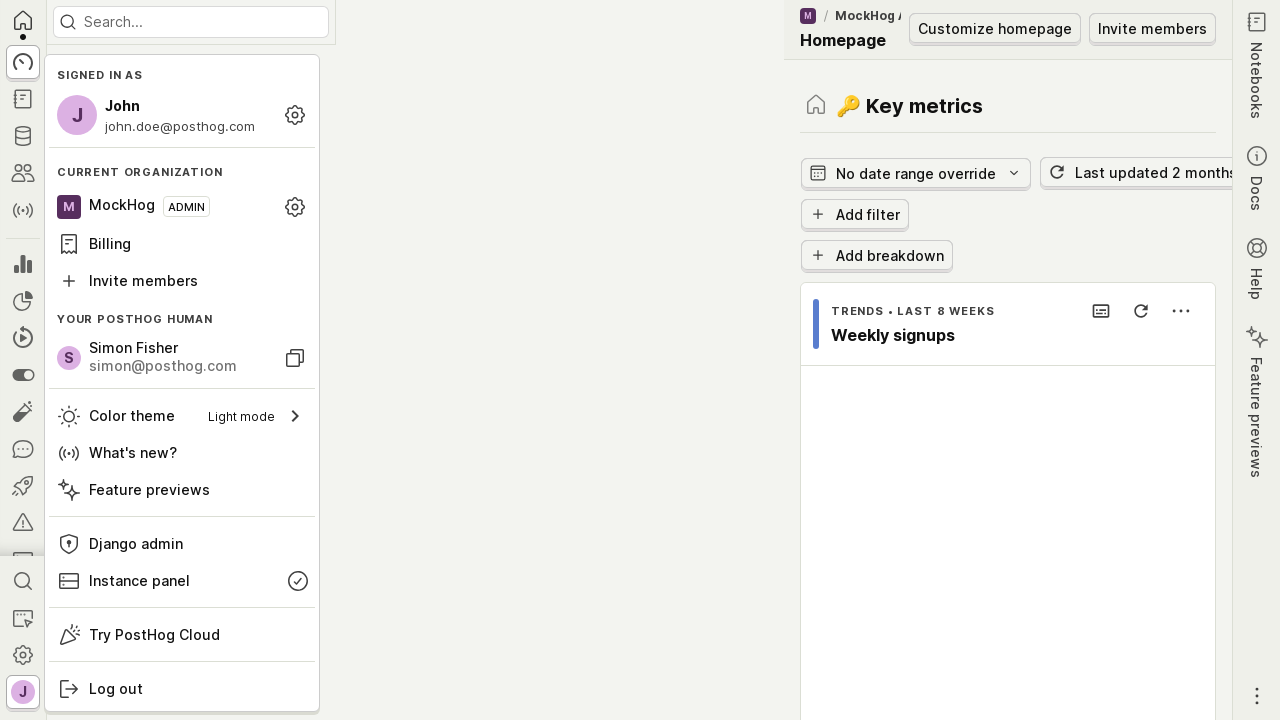 Search...
SIGNED IN AS
J
John
john.doe@posthog.com
CURRENT ORGANIZATION
M
MockHog
ADMIN
Billing
Invite members
YOUR POSTHOG HUMAN
S
Simon Fisher
simon@posthog.com
Color theme
Light mode
What's new?
Feature previews
Django admin
Instance panel
Try PostHog Cloud
Log out
J
M / MockHog
Homepage
Customize homepage
Invite members
🔑 Key metrics
No date range override
Last updated 2 months
Add filter
Add breakdown
TRENDS • LAST 8 WEEKS
Weekly signups
Notebooks
Docs
Help
Feature previews